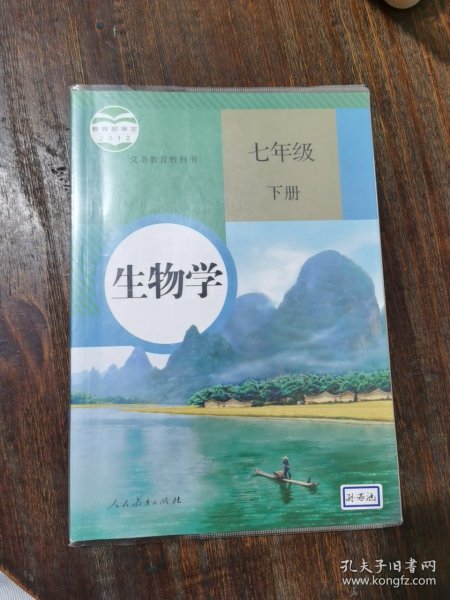 教育部审定
2012
义务教育教科书
七年级
下册
生物学
人民教育出版社
孔夫子旧书网
www.kongfz.com